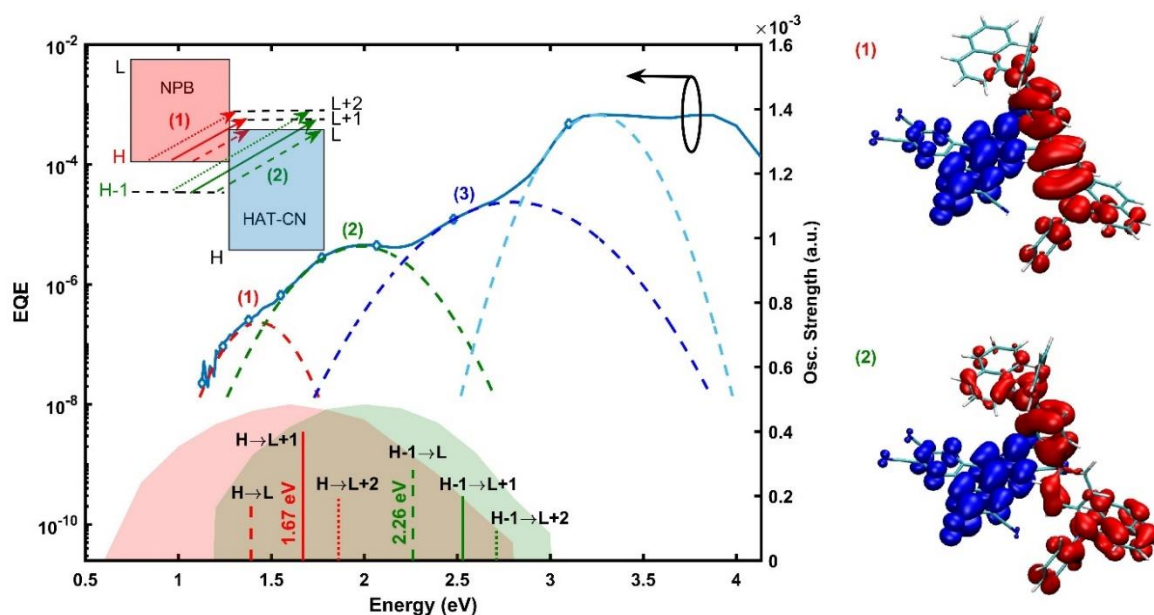 EQE
10-2
10-4
10-6
10-8
10-10
×10-3
1.6
1.4
1.2
1
0.8
0.6
0.4
0.2
0
Osc. Strength (a.u.)
L
NPB
(1)
H
H-1
L+2
L+1
L
(2)
HAT-CN
H
(1)
(2)
(3)
H→L+1
H→L
1.67 eV
H→L+2
H-1→L
2.26 eV
H-1→L+1
H-1→L+2
0.5 1 1.5 2 2.5 3 3.5 4
Energy (eV)
(1)
(2)